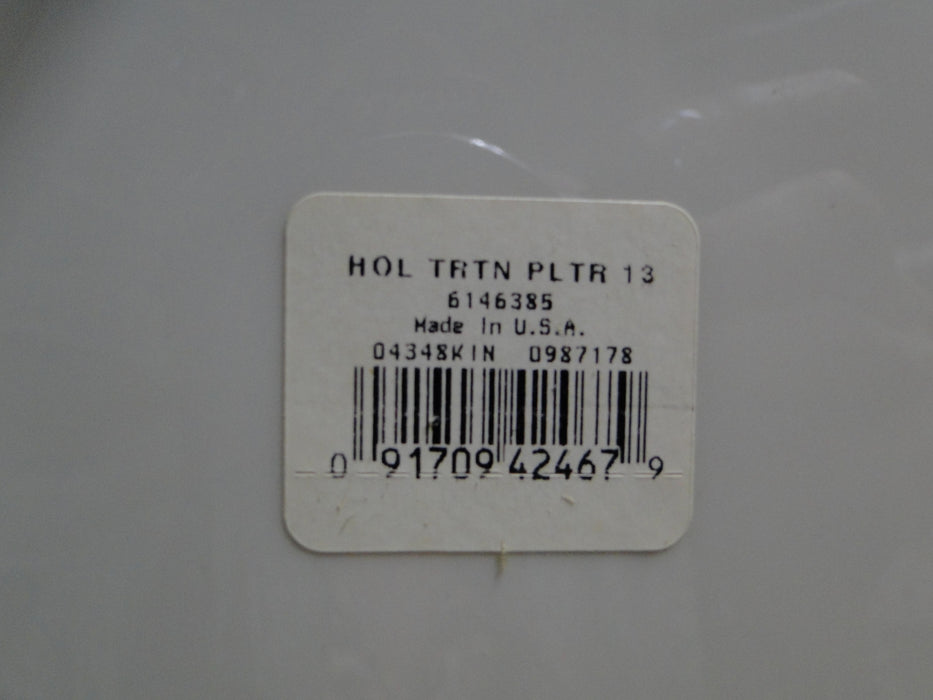 HOL TRTN PLTR 13
6146385
Made In U.S.A.
04348KIN 0987178
0 91709 42467 9